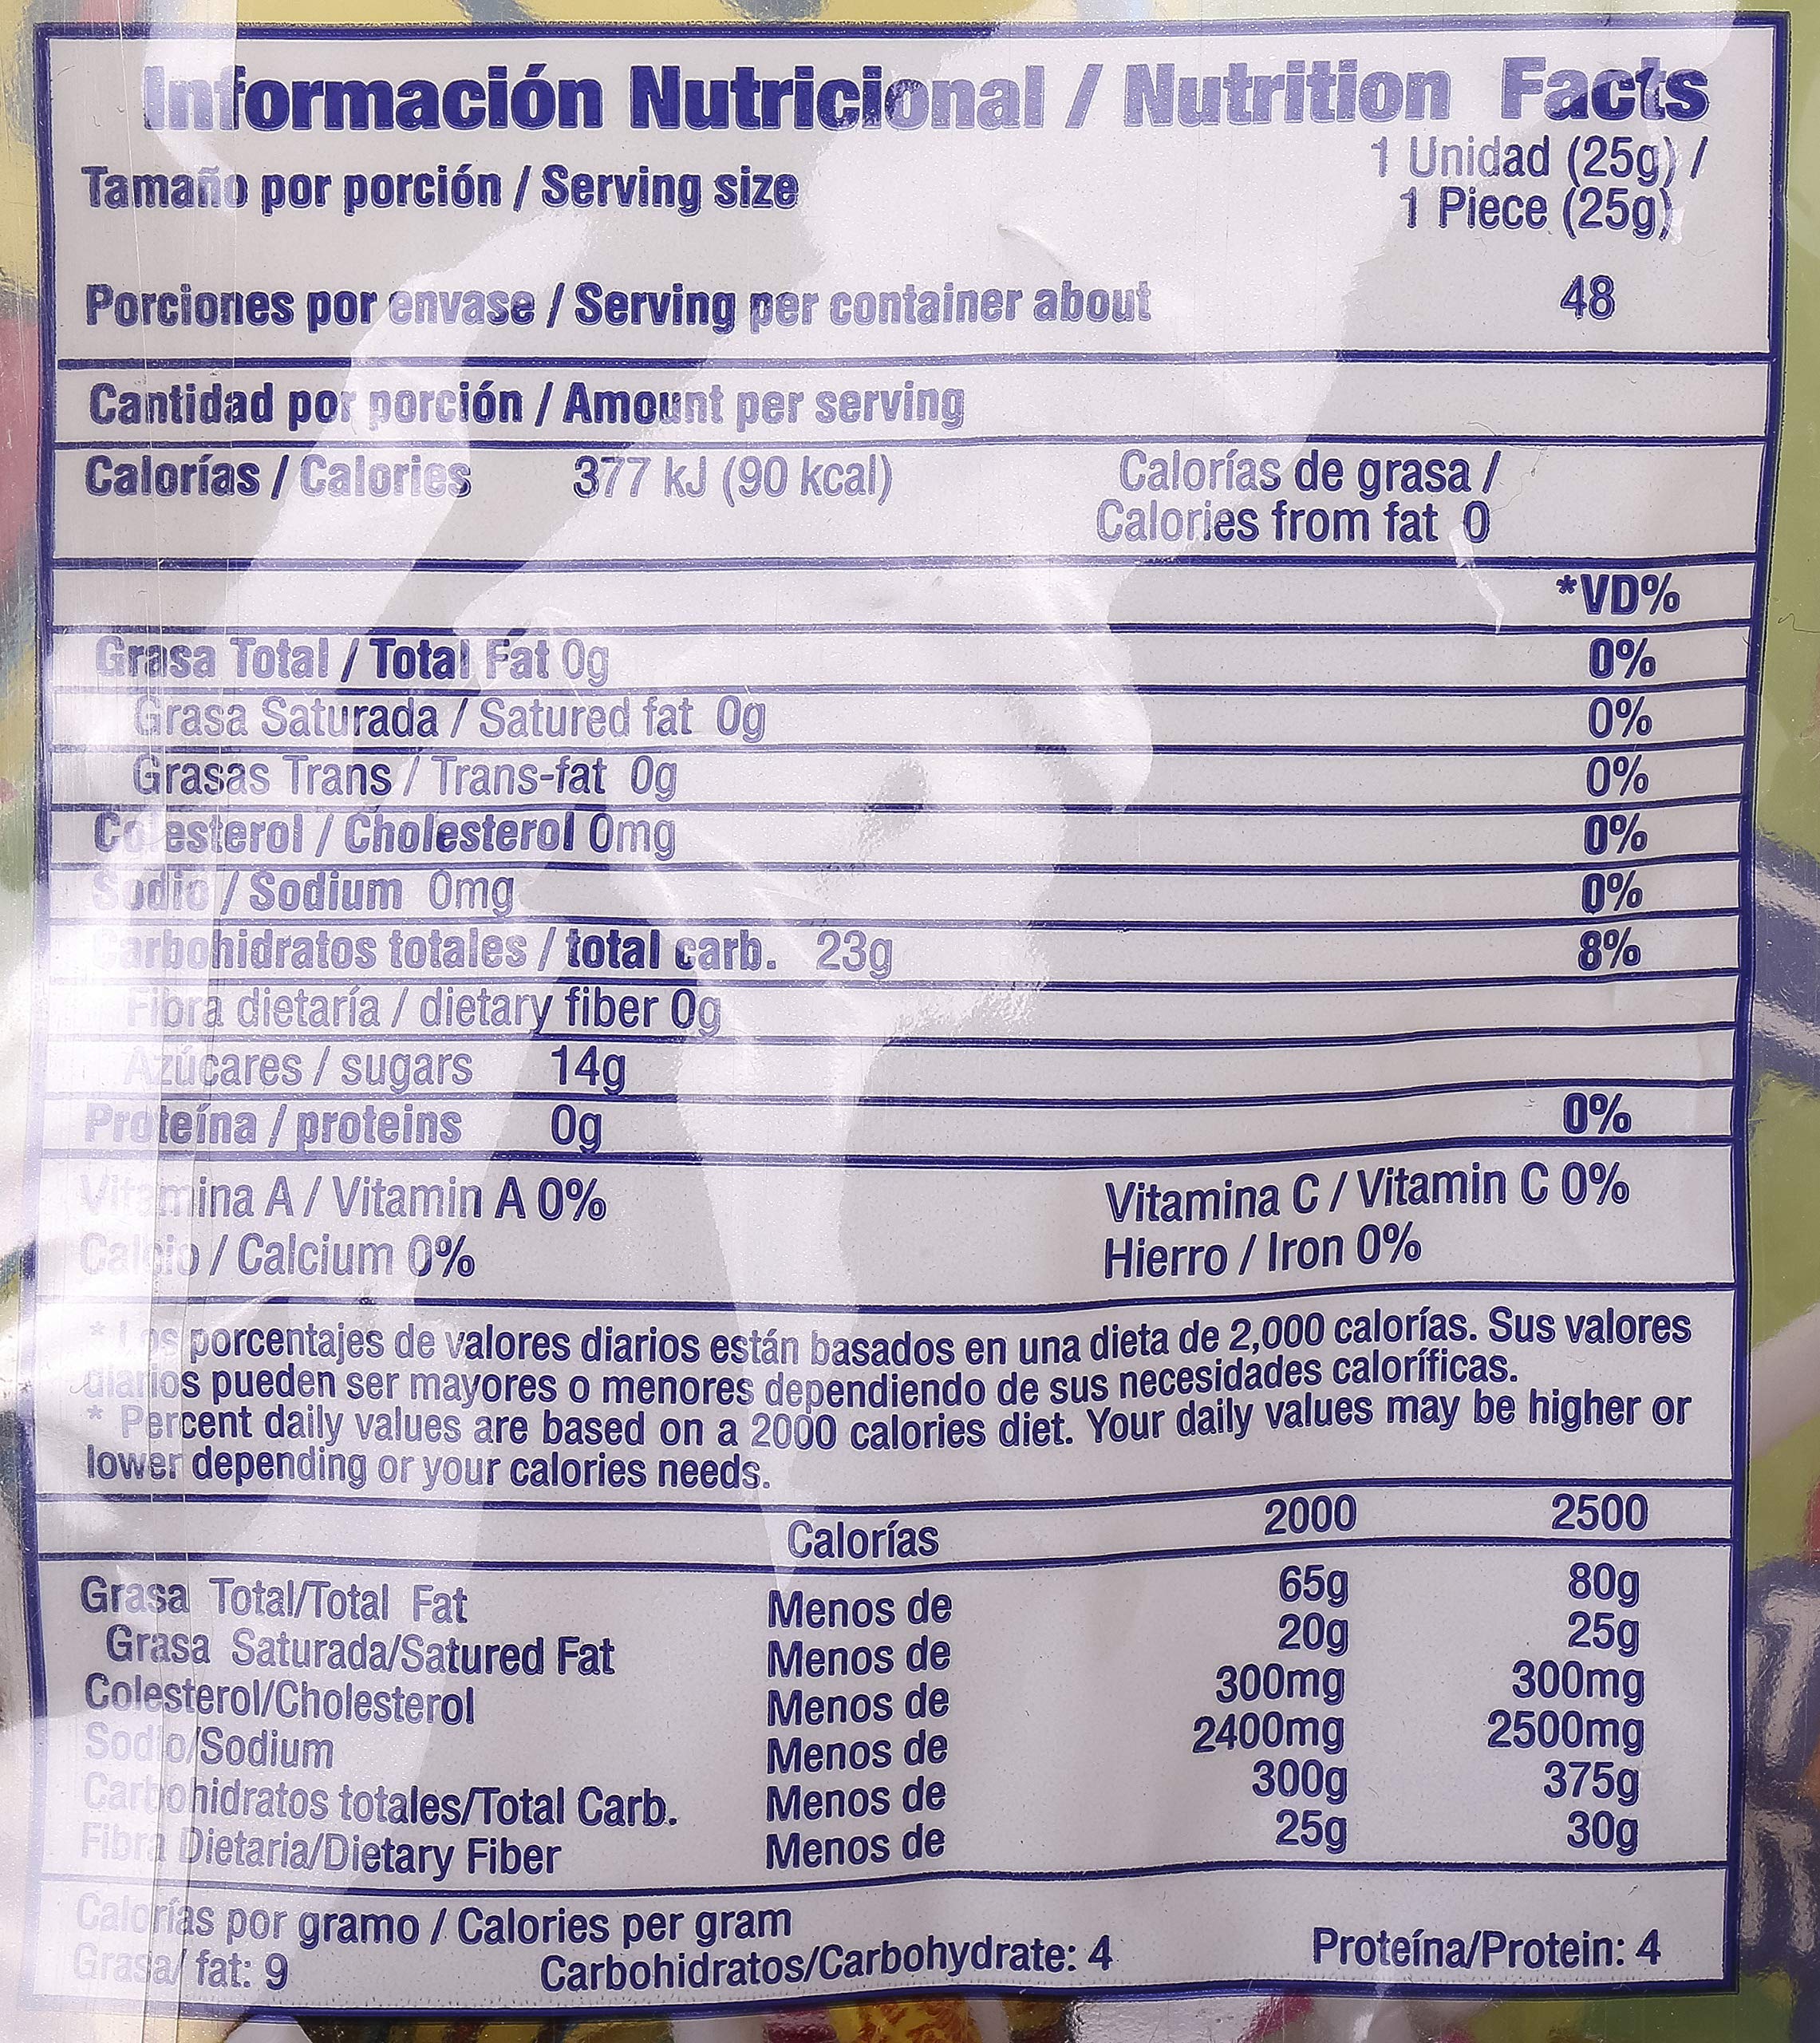 Información Nutricional / Nutrition Facts
Tamaño por porción / Serving size 1 Unidad (25g) /
1 Piece (25g)
Porciones por envase / Serving per container about 48
Cantidad por porción / Amount per serving
Calorías / Calories 377 kJ (90 kcal) Calorías de grasa /
Calories from fat 0
*VD%
Grasa Total / Total Fat 0g 0%
Grasa Saturada / Satured fat 0g 0%
Grasas Trans / Trans-fat 0g 0%
Colesterol / Cholesterol 0mg 0%
Sodio / Sodium 0mg 0%
Carbohidratos totales / total carb. 23g 8%
Fibra dietaría / dietary fiber 0g
Azúcares / sugars 14g
Proteína / proteins 0g 0%
Vitamina A / Vitamin A 0% Vitamina C / Vitamin C 0%
Calcio / Calcium 0% Hierro / Iron 0%
* Los porcentajes de valores diarios están basados en una dieta de 2,000 calorías. Sus valores
diarios pueden ser mayores o menores dependiendo de sus necesidades caloríficas.
* Percent daily values are based on a 2000 calories diet. Your daily values may be higher or
lower depending or your calories needs.
Calorías 2000 2500
Grasa Total/Total Fat Menos de 65g 80g
Grasa Saturada/Satured Fat Menos de 20g 25g
Colesterol/Cholesterol Menos de 300mg 300mg
Sodio/Sodium Menos de 2400mg 2500mg
Carbohidratos totales/Total Carb. Menos de 300g 375g
Fibra Dietaria/Dietary Fiber Menos de 25g 30g
Calorías por gramo / Calories per gram
Grasa/ fat: 9 Carbohidratos/Carbohydrate: 4 Proteína/Protein: 4